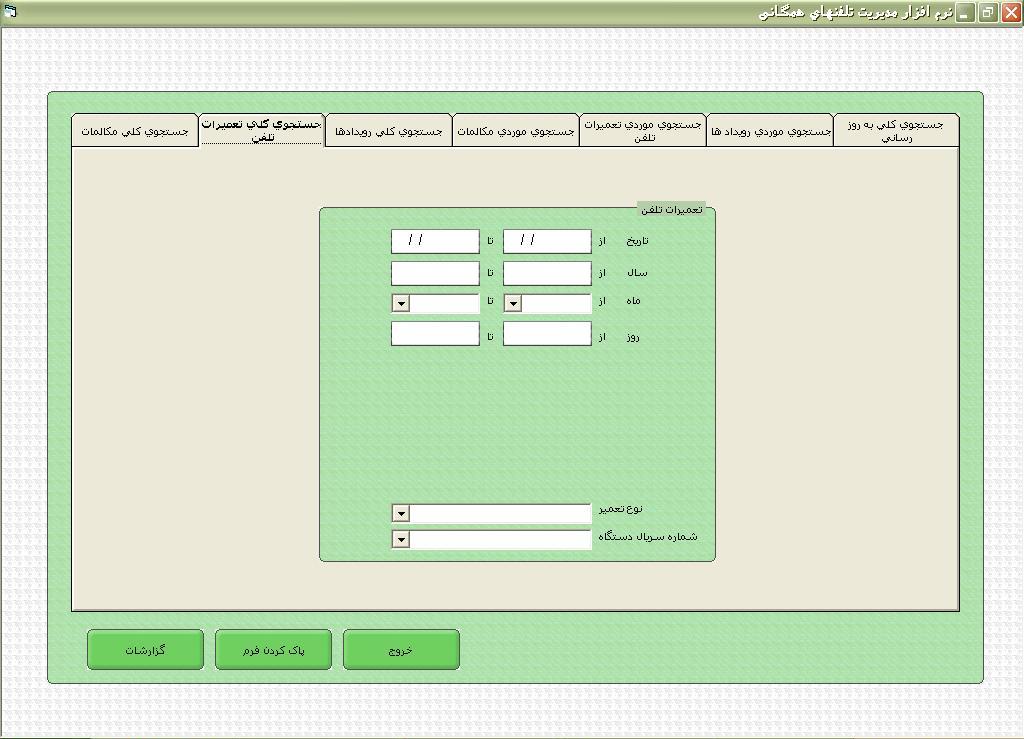 نرم افزار مديريت تلفنهاي همگاني
جستجوي کلي به روز
رساني
جستجوي موردي رويداد ها
جستجوي موردي تعميرات
تلفن
جستجوي موردي مکالمات
جستجوي کلي رويدادها
جستجوي کلي تعميرات
تلفن
جستجوي کلي مکالمات
تعميرات تلفن
تاريخ از / / تا / /
سال از تا
ماه از تا
روز از تا
نوع تعمير
شماره سريال دستگاه
خروج
پاک کردن فرم
گزارشات